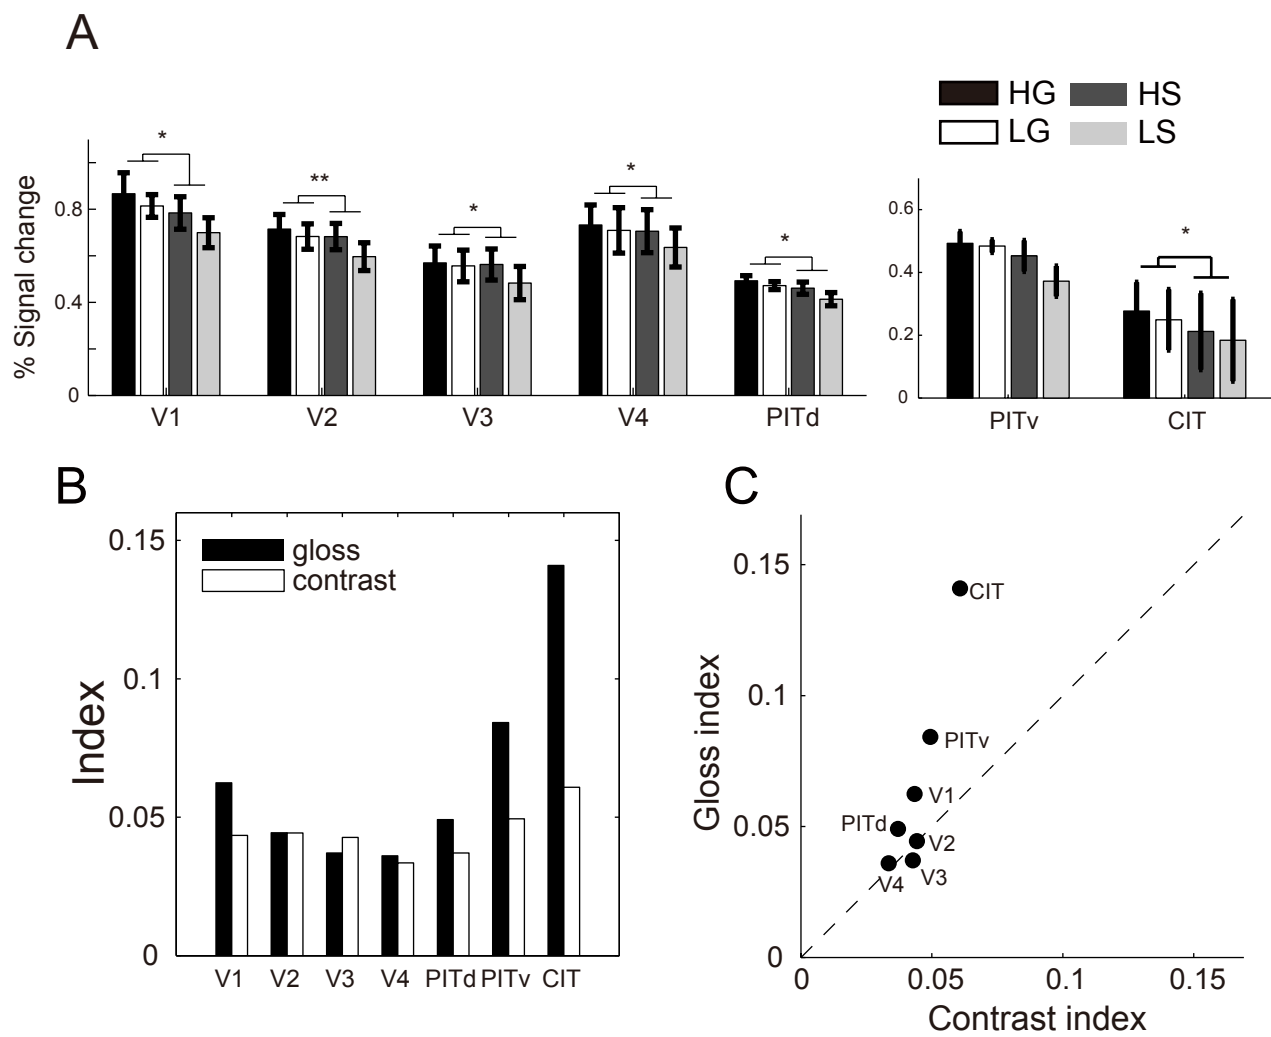 A
HG HS
LG LS
% Signal change
0.8
0.4
0
*
**
*
*
*
V1 V2 V3 V4 PITd
0.6
0.4
0.2
0
*
PITv CIT
B
Index
0.15
0.1
0.05
0
gloss
contrast
V1 V2 V3 V4 PITd PITv CIT
C
Gloss index
0.15
0.1
0.05
0
CIT
PITv
V1
PITd
V2
V3
V4
0 0.05 0.1 0.15
Contrast index